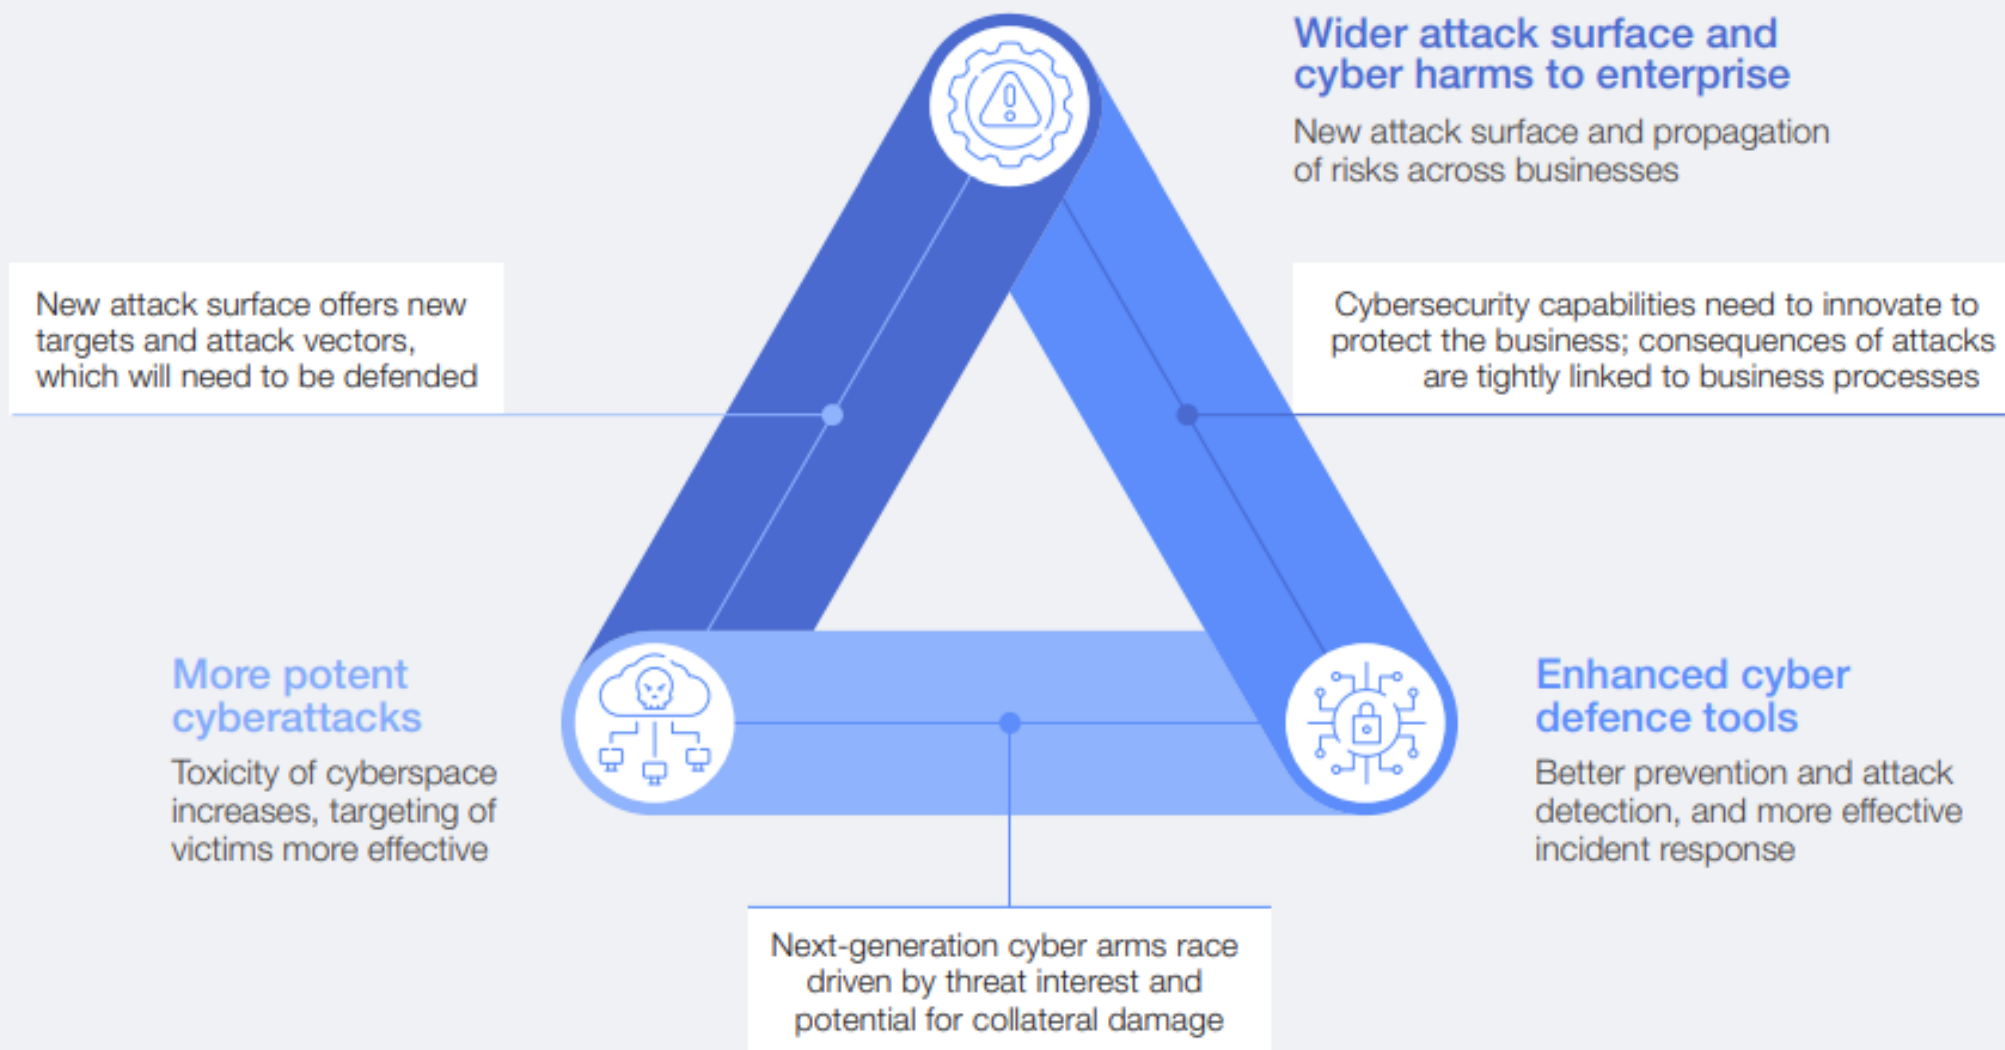 Wider attack surface and
cyber harms to enterprise
New attack surface and propagation
of risks across businesses
New attack surface offers new
targets and attack vectors,
which will need to be defended
Cybersecurity capabilities need to innovate to
protect the business; consequences of attacks
are tightly linked to business processes
More potent
cyberattacks
Toxicity of cyberspace
increases, targeting of
victims more effective
Enhanced cyber
defence tools
Better prevention and attack
detection, and more effective
incident response
Next-generation cyber arms race
driven by threat interest and
potential for collateral damage